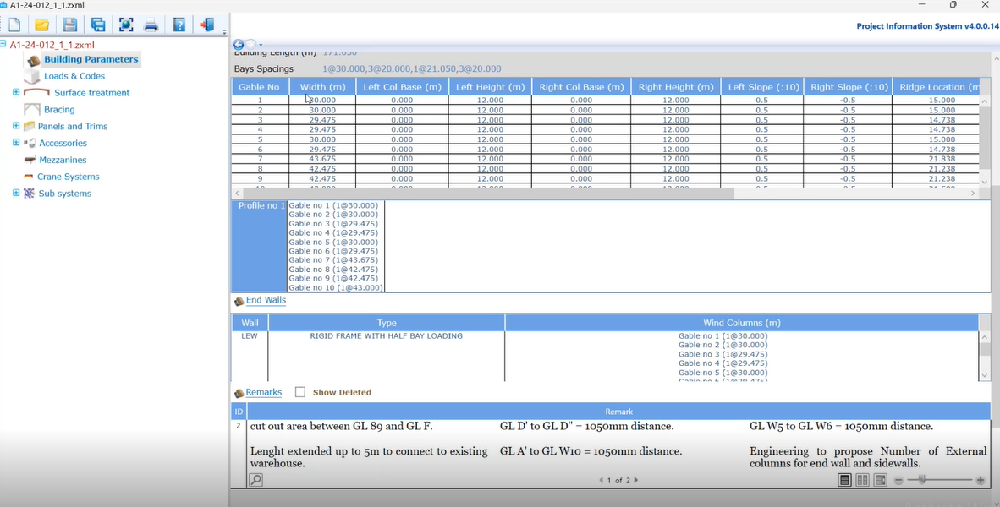 A1-24-012_1_1.zxml
Project Information System v4.0.0.14
A1-24-012_1_1.zxml
Building Parameters
Loads & Codes
Surface treatment
Bracing
Panels and Trims
Accessories
Mezzanines
Crane Systems
Sub systems
Building Length (m) 171.050
Bays Spacings 1@30.000,3@20.000,1@21.050,3@20.000
Gable No Width (m) Left Col Base (m) Left Height (m) Right Col Base (m) Right Height (m) Left Slope (:10) Right Slope (:10) Ridge Location (m
1 30.000 0.000 12.000 0.000 12.000 0.5 -0.5 15.000
2 30.000 0.000 12.000 0.000 12.000 0.5 -0.5 15.000
3 29.475 0.000 12.000 0.000 12.000 0.5 -0.5 14.738
4 29.475 0.000 12.000 0.000 12.000 0.5 -0.5 14.738
5 30.000 0.000 12.000 0.000 12.000 0.5 -0.5 15.000
6 29.475 0.000 12.000 0.000 12.000 0.5 -0.5 14.738
7 43.675 0.000 12.000 0.000 12.000 0.5 -0.5 21.838
8 42.475 0.000 12.000 0.000 12.000 0.5 -0.5 21.238
9 42.475 0.000 12.000 0.000 12.000 0.5 -0.5 21.238
Profile no 1 Gable no 1 (1@30.000)
Gable no 2 (1@30.000)
Gable no 3 (1@29.475)
Gable no 4 (1@29.475)
Gable no 5 (1@30.000)
Gable no 6 (1@29.475)
Gable no 7 (1@43.675)
Gable no 8 (1@42.475)
Gable no 9 (1@42.475)
Gable no 10 (1@43.000)
End Walls
Wall Type Wind Columns (m)
LEW RIGID FRAME WITH HALF BAY LOADING Gable no 1 (1@30.000)
Gable no 2 (1@30.000)
Gable no 3 (1@29.475)
Gable no 4 (1@29.475)
Gable no 5 (1@30.000)
Gable no 6 (1@29.475)
Remarks Show Deleted
ID Remark
2 cut out area between GL 89 and GL F. GL D' to GL D" = 1050mm distance. GL W5 to GL W6 = 1050mm distance.
Lenght extended up to 5m to connect to existing GL A' to GL W10 = 1050mm distance. Engineering to propose Number of External
warehouse. columns for end wall and sidewalls.
1 of 2